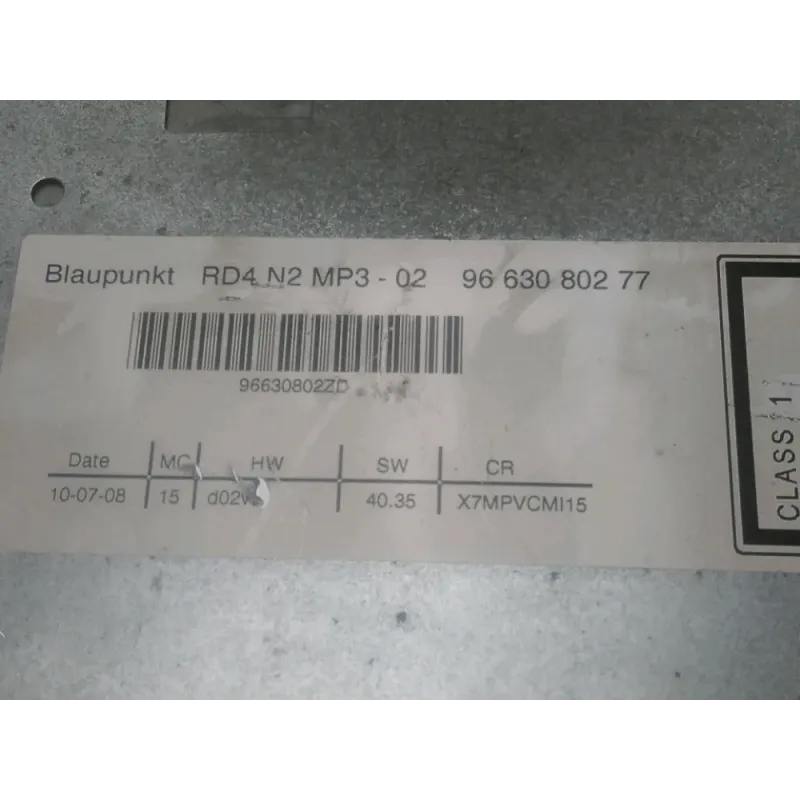 Blaupunkt RD4 N2 MP3 - 02 96 630 802 77
96630802ZD
Date MC HW SW CR
10-07-08 15 40.35 X7MPVCMI15
CLASS 1